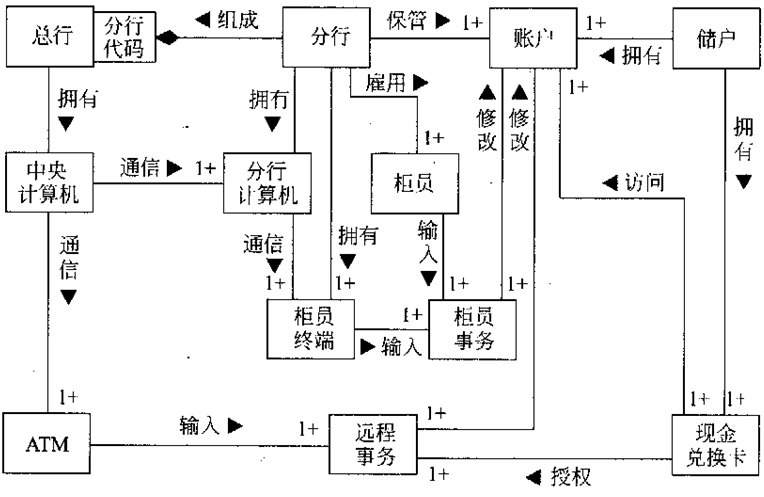 总行
分行
代码
组成
分行
保管
1+
账户
1+
拥有
储户
拥有
拥有
雇用
1+
修改
修改
1+
拥有
中央
计算机
通信
1+
分行
计算机
柜员
访问
通信
通信
拥有
输入
1+
1+
1+
1+
柜员
终端
1+
输入
柜员
事务
1+
ATM
输入
1+
远程
事务
1+
1+
授权
1+
1+
现金
兑换卡